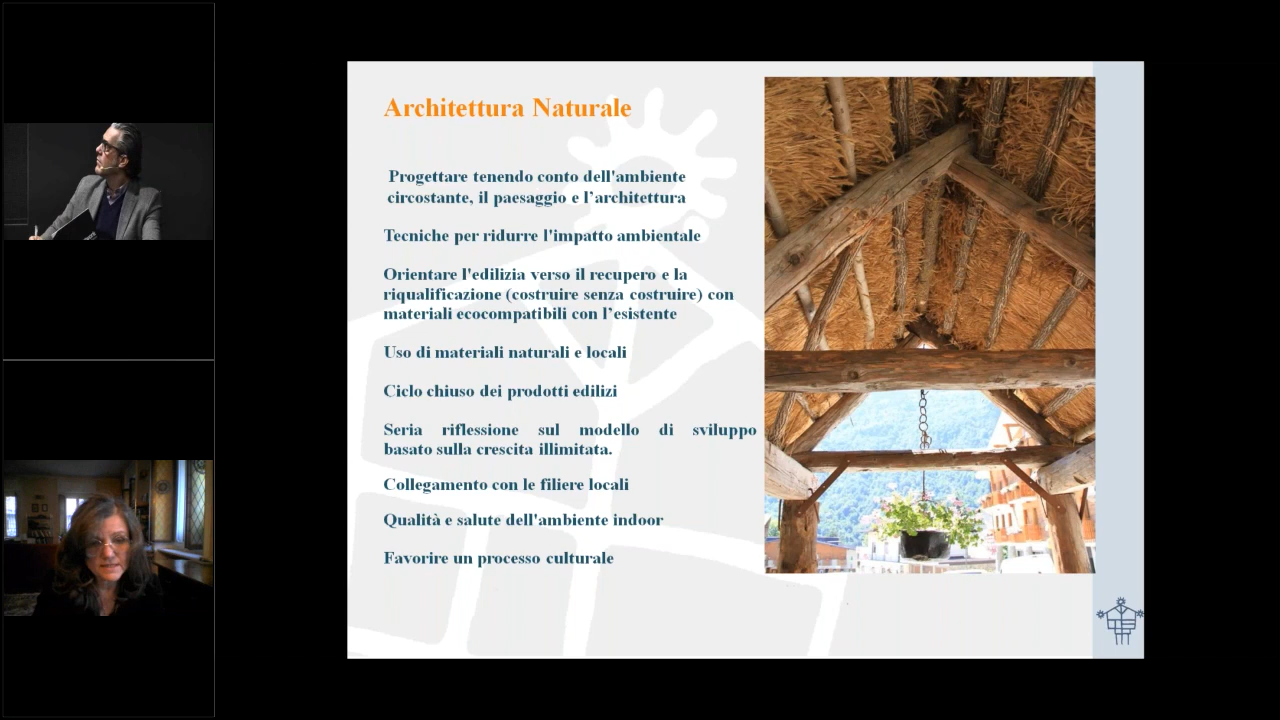 Architettura Naturale
Progettare tenendo conto dell'ambiente
circostante, il paesaggio e l’architettura
Tecniche per ridurre l'impatto ambientale
Orientare l'edilizia verso il recupero e la
riqualificazione (costruire senza costruire) con
materiali ecocompatibili con l’esistente
Uso di materiali naturali e locali
Ciclo chiuso dei prodotti edilizi
Seria riflessione sul modello di sviluppo
basato sulla crescita illimitata.
Collegamento con le filiere locali
Qualità e salute dell'ambiente indoor
Favorire un processo culturale